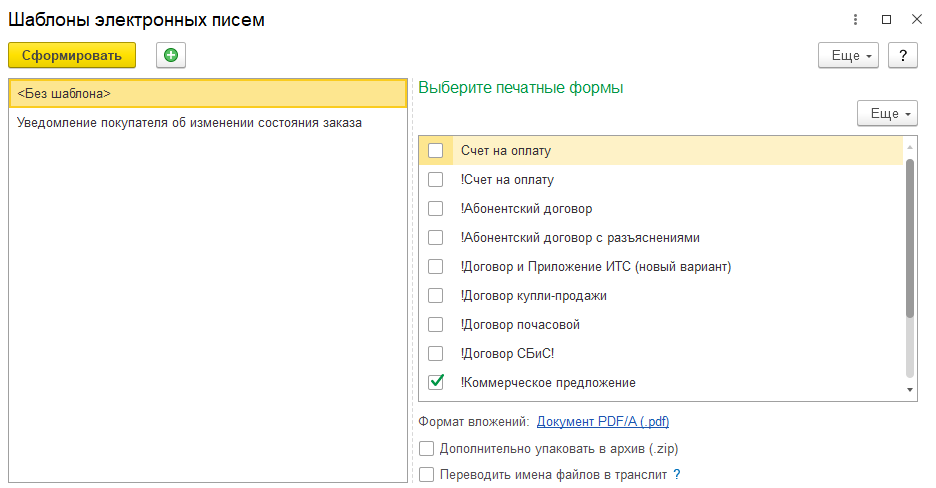 Шаблоны электронных писем
Сформировать
Еще
?
<Без шаблона>
Уведомление покупателя об изменении состояния заказа
Выберите печатные формы
Еще
Счет на оплату
!Счет на оплату
!Абонентский договор
!Абонентский договор с разъяснениями
!Договор и Приложение ИТС (новый вариант)
!Договор купли-продажи
!Договор почасовой
!Договор СБиС!
!Коммерческое предложение
Формат вложений: Документ PDF/A (.pdf)
Дополнительно упаковать в архив (.zip)
Переводить имена файлов в транслит ?